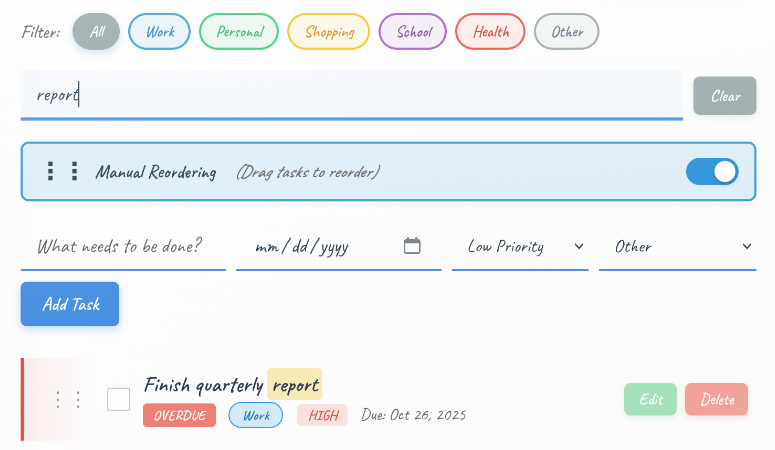 Filter: All Work Personal Shopping School Health Other
report Clear
Manual Reordering (Drag tasks to reorder)
What needs to be done? mm/dd/yyyy Low Priority Other
Add Task
Finish quarterly report
OVERDUE Work HIGH Due: Oct 26, 2025 Edit Delete